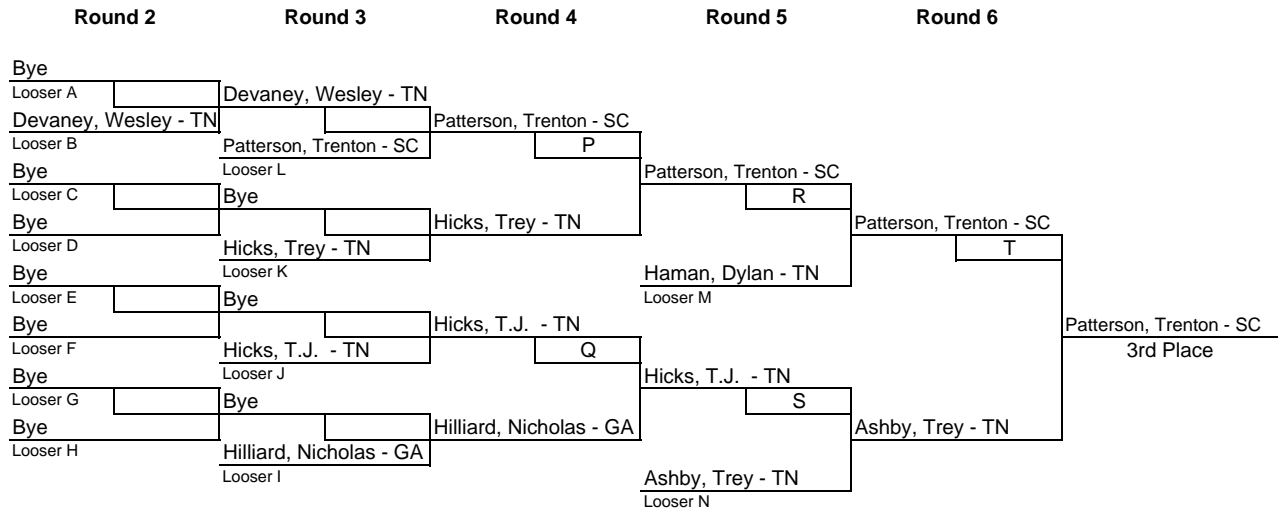 Round 2 Round 3 Round 4 Round 5 Round 6
Bye
Looser A
Devaney, Wesley - TN
Devaney, Wesley - TN
Looser B
Patterson, Trenton - SC
Patterson, Trenton - SC
P
Looser L
Bye
Looser C
Bye
Bye
Looser D
Hicks, Trey - TN
Hicks, Trey - TN
Looser K
Patterson, Trenton - SC
R
Patterson, Trenton - SC
T
Haman, Dylan - TN
Looser M
Bye
Looser E
Bye
Bye
Looser F
Hicks, T.J.  - TN
Hicks, T.J.  - TN
Q
Looser J
Patterson, Trenton - SC
3rd Place
Bye
Looser G
Bye
Bye
Looser H
Hilliard, Nicholas - GA
Hilliard, Nicholas - GA
Looser I
Hicks, T.J.  - TN
S
Ashby, Trey - TN
Ashby, Trey - TN
Looser N